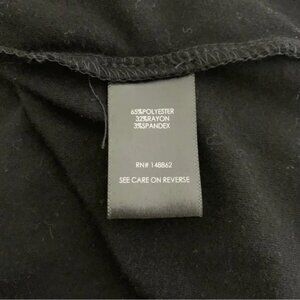 65%POLYESTER
32%RAYON
3%SPANDEX
RN# 148862
SEE CARE ON REVERSE